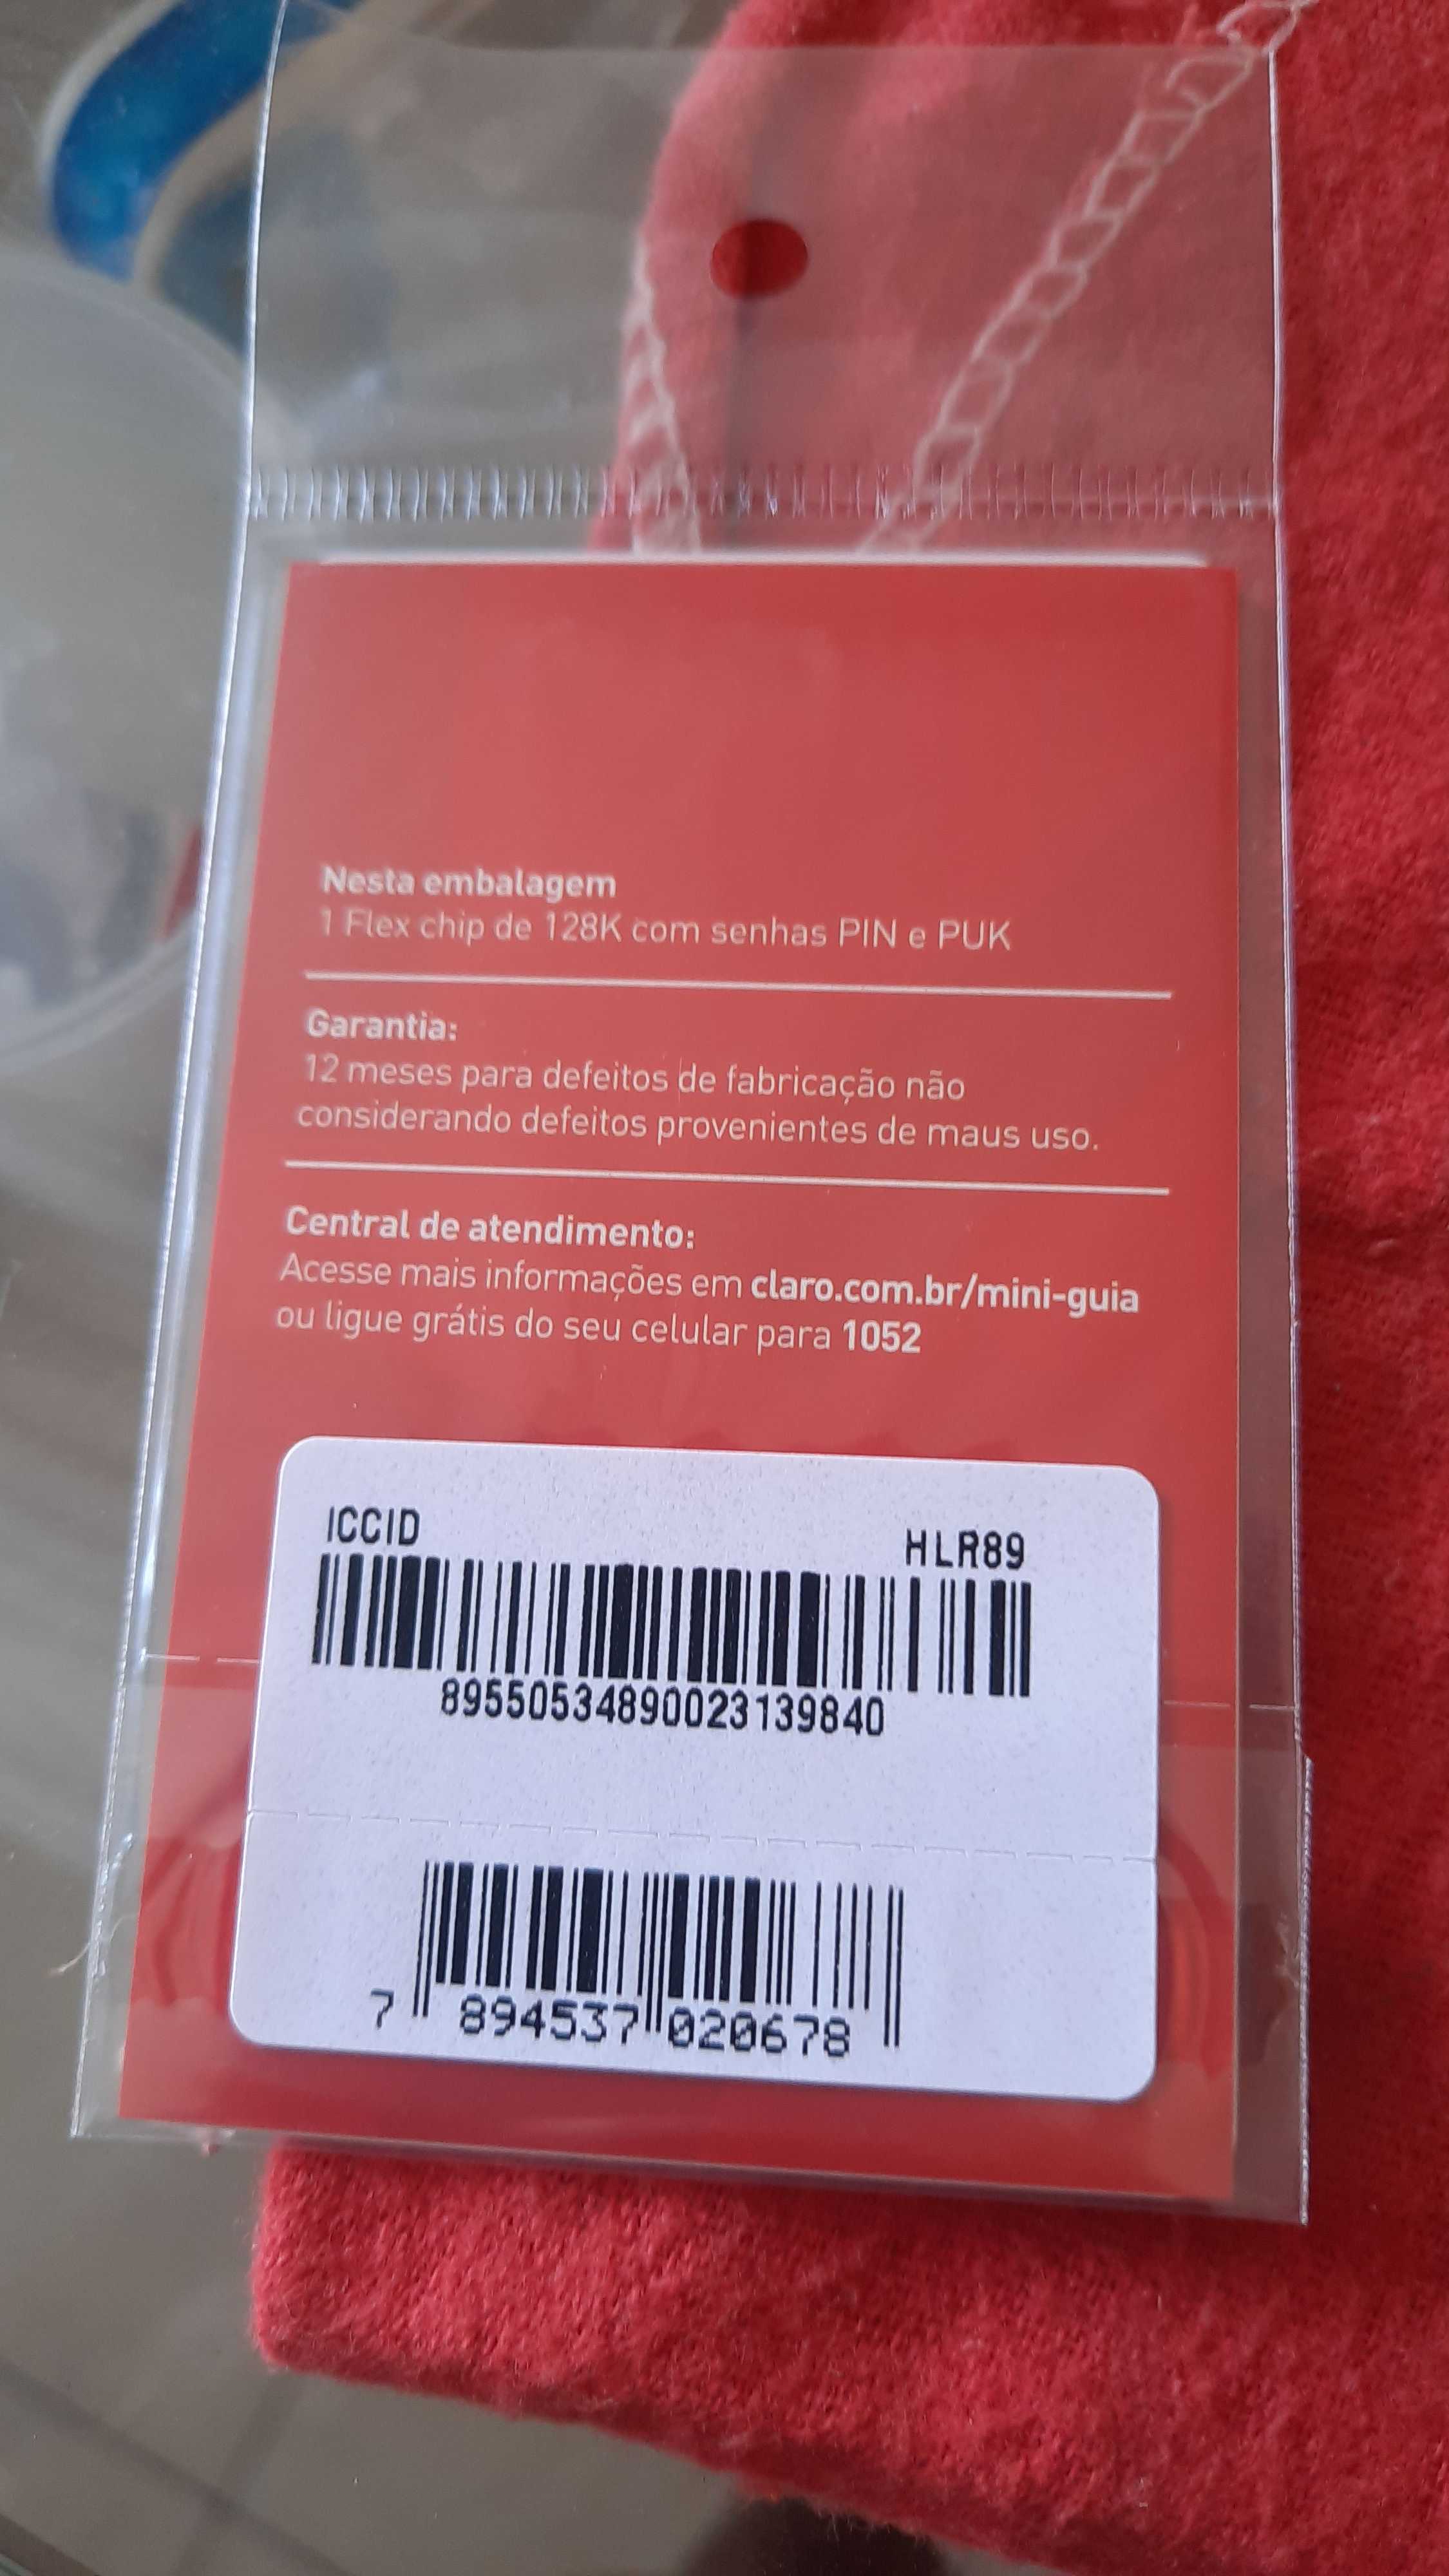 Nesta embalagem
1 Flex chip de 128K com senhas PIN e PUK
Garantia:
12 meses para defeitos de fabricação não
considerando defeitos provenientes de maus uso.
Central de atendimento:
Acesse mais informações em claro.com.br/mini-guia
ou ligue grátis do seu celular para 1052
ICCID HLR89
89550534890023139840
7 894537 020678